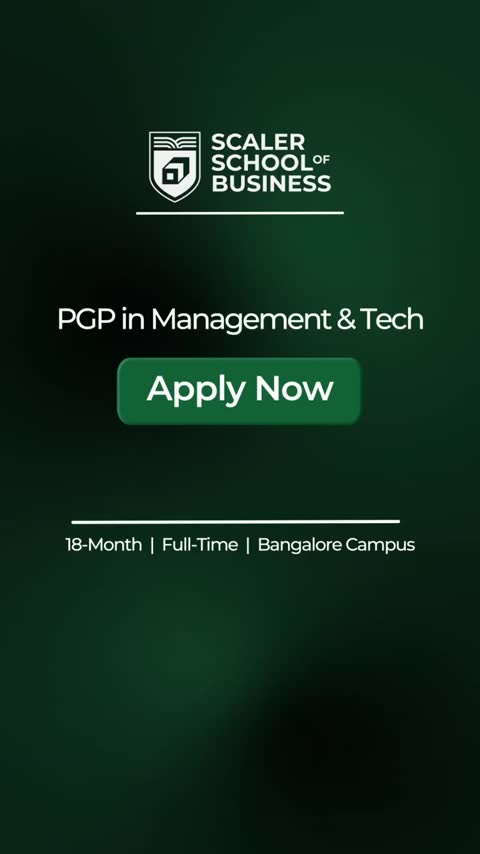 SCALER
SCHOOL OF
BUSINESS
PGP in Management & Tech
Apply Now
18-Month | Full-Time | Bangalore Campus